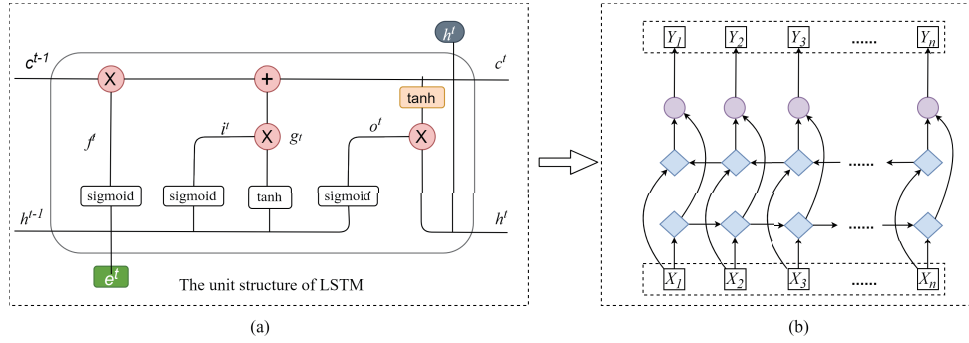 h^t
c^{t-1}
X
+
c^t
tanh
f^t
i^t
X
g_t
o^t
X
sigmoid
sigmoid
tanh
sigmoid
h^{t-1}
h^t
e^t
The unit structure of LSTM
(a)
Y_1 Y_2 Y_3 ...... Y_n
......
......
X_1 X_2 X_3 ...... X_n
(b)